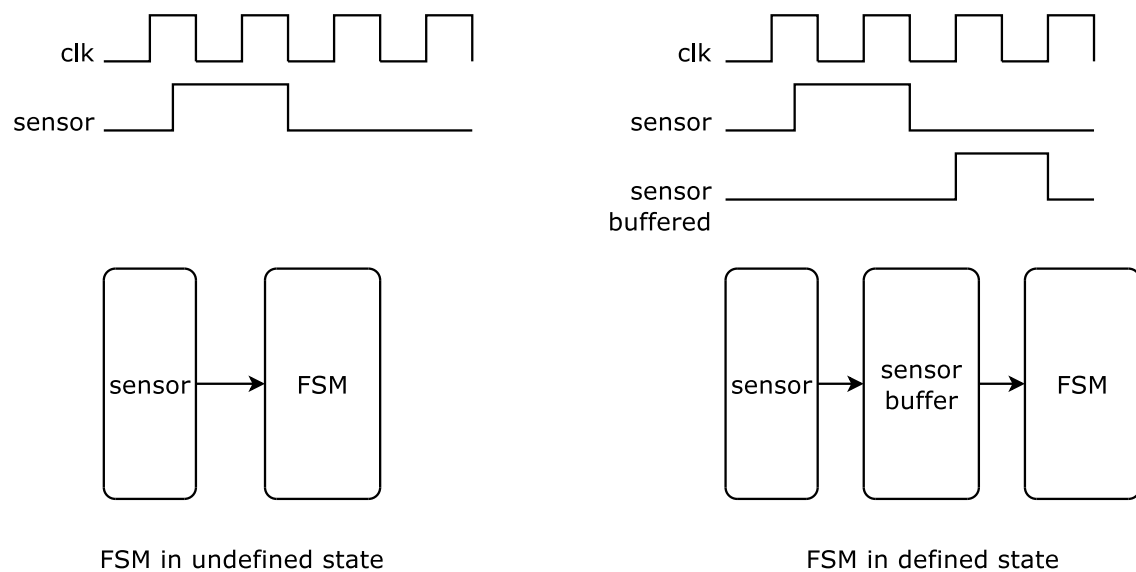 clk
sensor
clk
sensor
sensor
buffered
sensor
FSM
sensor
sensor
buffer
FSM
FSM in undefined state
FSM in defined state